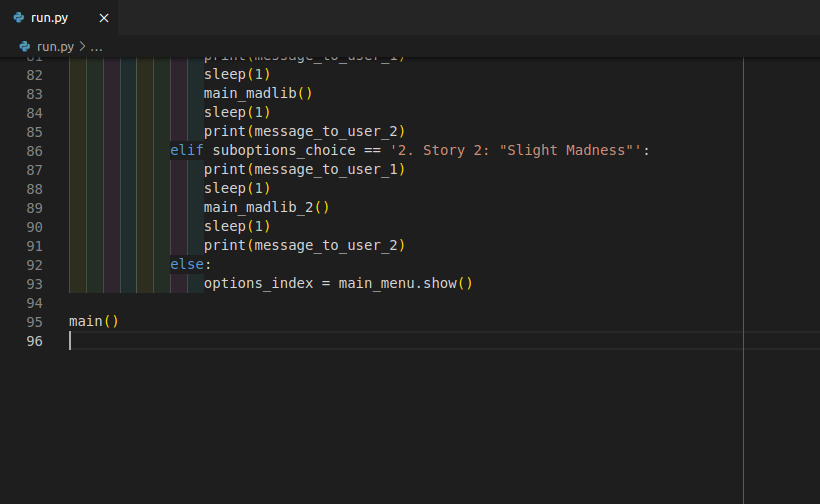 run.py
run.py > ...
81 print(message_to_user_1)
82 sleep(1)
83 main_madlib()
84 sleep(1)
85 print(message_to_user_2)
86 elif suboptions_choice == '2. Story 2: "Slight Madness"':
87 print(message_to_user_1)
88 sleep(1)
89 main_madlib_2()
90 sleep(1)
91 print(message_to_user_2)
92 else:
93 options_index = main_menu.show()
94
95 main()
96